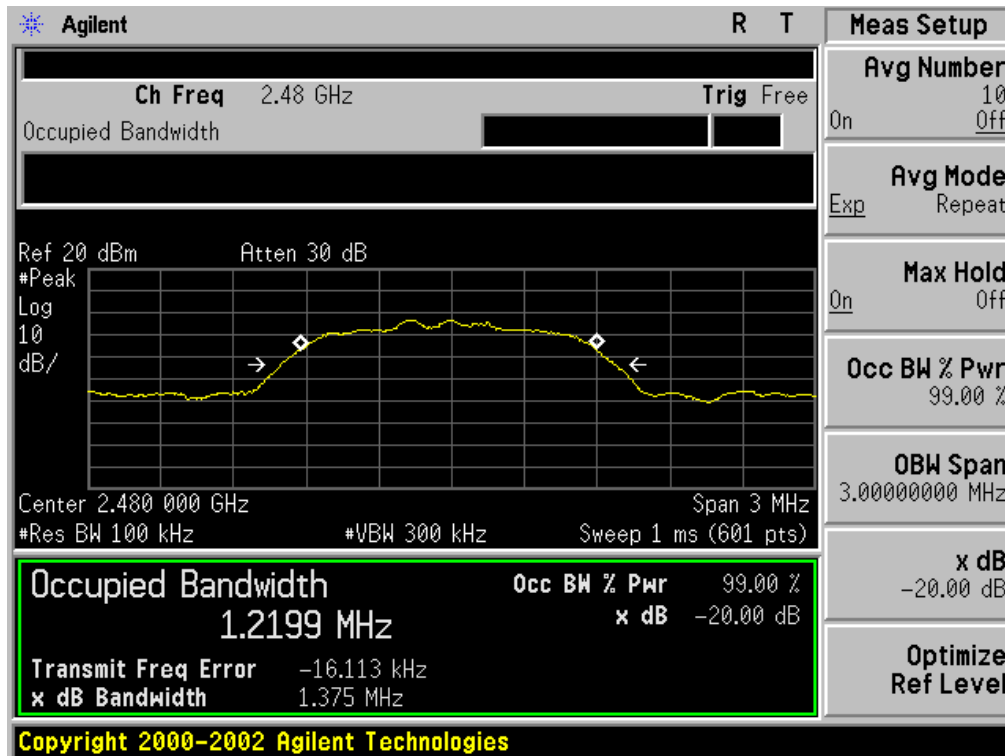 Agilent R T
Ch Freq 2.48 GHz Trig Free
Occupied Bandwidth
Ref 20 dBm Atten 30 dB
#Peak
Log
10
dB/
Center 2.480 000 GHz Span 3 MHz
#Res BW 100 kHz #VBW 300 kHz Sweep 1 ms (601 pts)
Occupied Bandwidth Occ BW % Pwr 99.00 %
1.2199 MHz x dB -20.00 dB
Transmit Freq Error -16.113 kHz
x dB Bandwidth 1.375 MHz
Copyright 2000-2002 Agilent Technologies
Meas Setup
Avg Number
10
On Off
Avg Mode
Exp Repeat
Max Hold
On Off
Occ BW % Pwr
99.00 %
OBW Span
3.00000000 MHz
x dB
-20.00 dB
Optimize
Ref Level